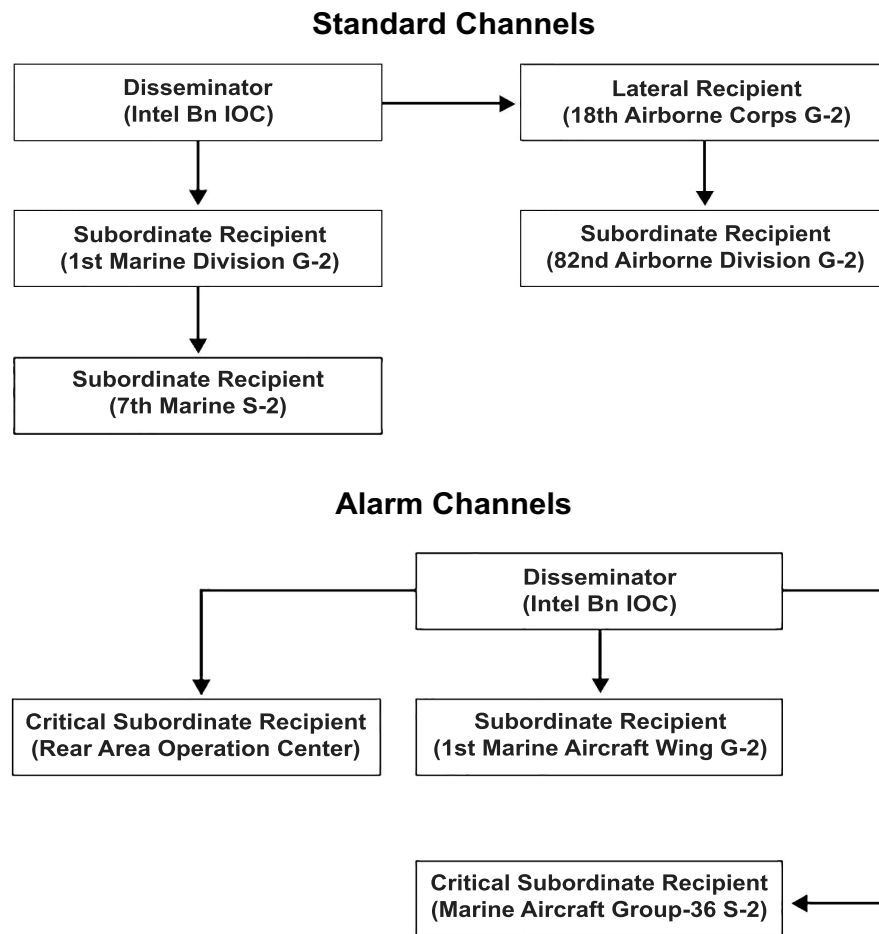 Standard Channels
Disseminator
(Intel Bn IOC)
Lateral Recipient
(18th Airborne Corps G-2)
Subordinate Recipient
(1st Marine Division G-2)
Subordinate Recipient
(82nd Airborne Division G-2)
Subordinate Recipient
(7th Marine S-2)
Alarm Channels
Disseminator
(Intel Bn IOC)
Critical Subordinate Recipient
(Rear Area Operation Center)
Subordinate Recipient
(1st Marine Aircraft Wing G-2)
Critical Subordinate Recipient
(Marine Aircraft Group-36 S-2)